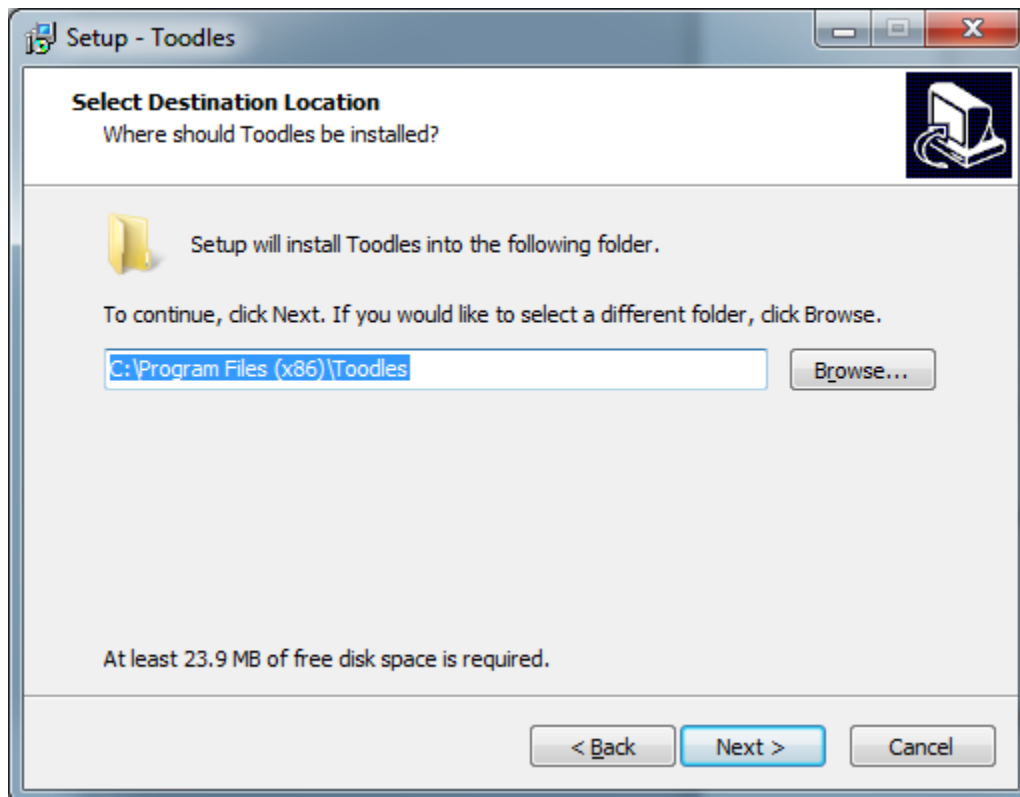 Setup - Toodles
Select Destination Location
Where should Toodles be installed?
Setup will install Toodles into the following folder.
To continue, click Next. If you would like to select a different folder, click Browse.
C:\Program Files (x86)\Toodles
Browse...
At least 23.9 MB of free disk space is required.
< Back
Next >
Cancel